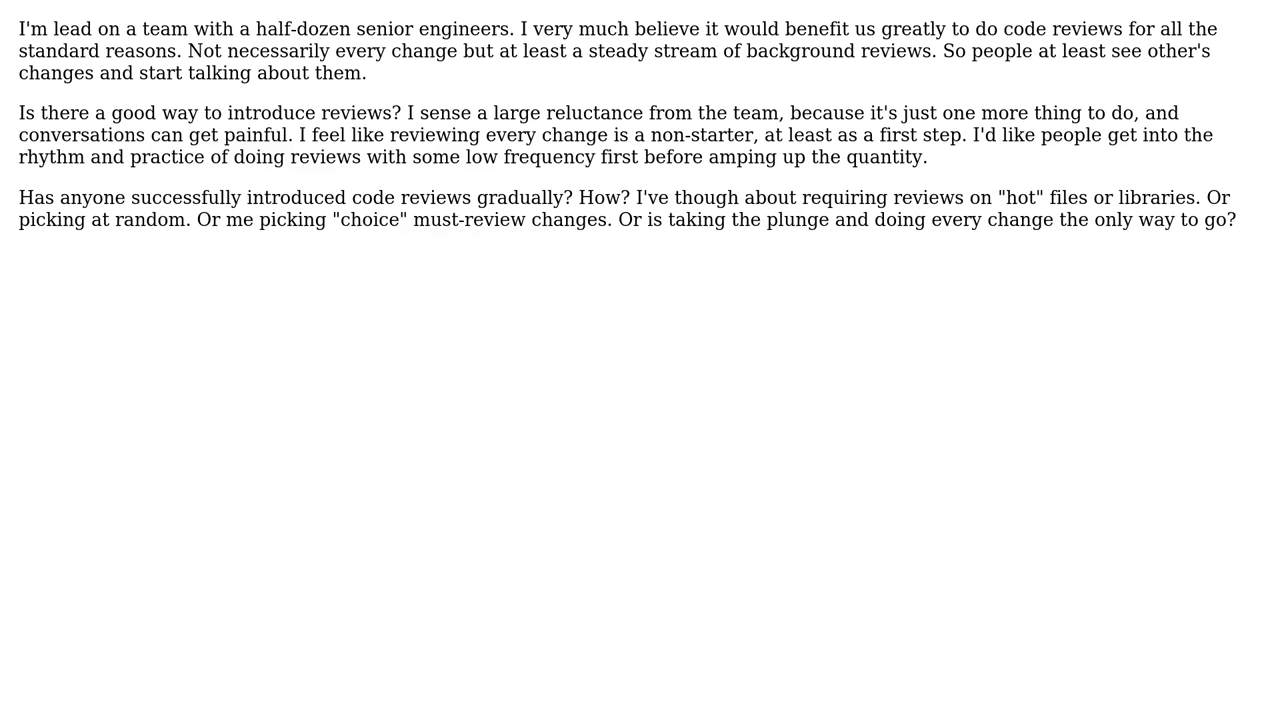 I'm lead on a team with a half-dozen senior engineers. I very much believe it would benefit us greatly to do code reviews for all the
standard reasons. Not necessarily every change but at least a steady stream of background reviews. So people at least see other's
changes and start talking about them.
Is there a good way to introduce reviews? I sense a large reluctance from the team, because it's just one more thing to do, and
conversations can get painful. I feel like reviewing every change is a non-starter, at least as a first step. I'd like people get into the
rhythm and practice of doing reviews with some low frequency first before amping up the quantity.
Has anyone successfully introduced code reviews gradually? How? I've though about requiring reviews on "hot" files or libraries. Or
picking at random. Or me picking "choice" must-review changes. Or is taking the plunge and doing every change the only way to go?